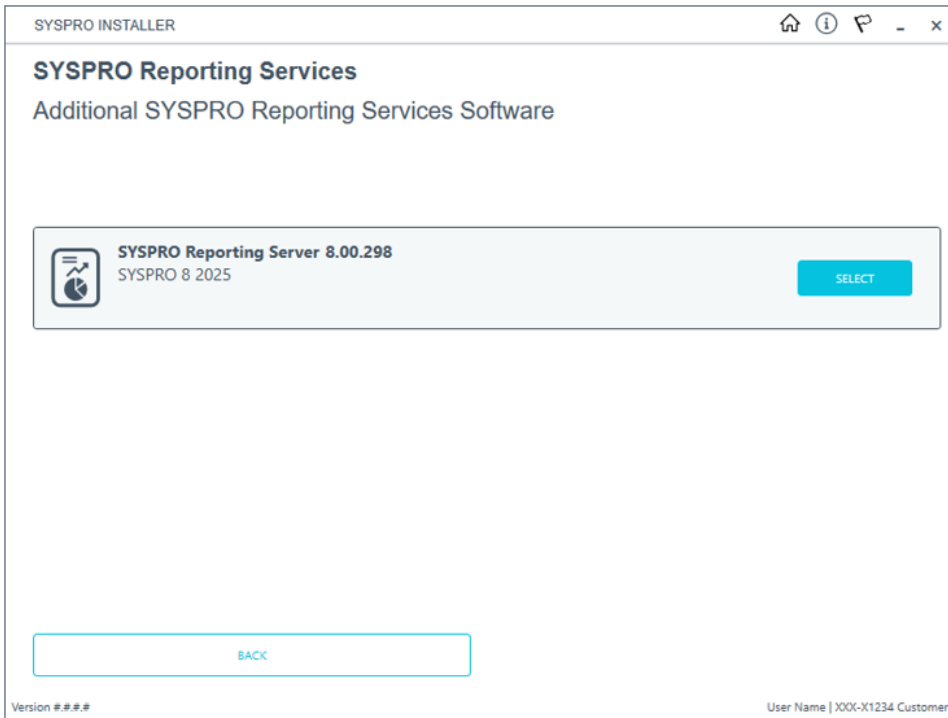 SYSPRO INSTALLER
SYSPRO Reporting Services
Additional SYSPRO Reporting Services Software
SYSPRO Reporting Server 8.00.298
SYSPRO 8 2025
SELECT
BACK
Version #.#.#.#
User Name | XXX-X1234 Customer